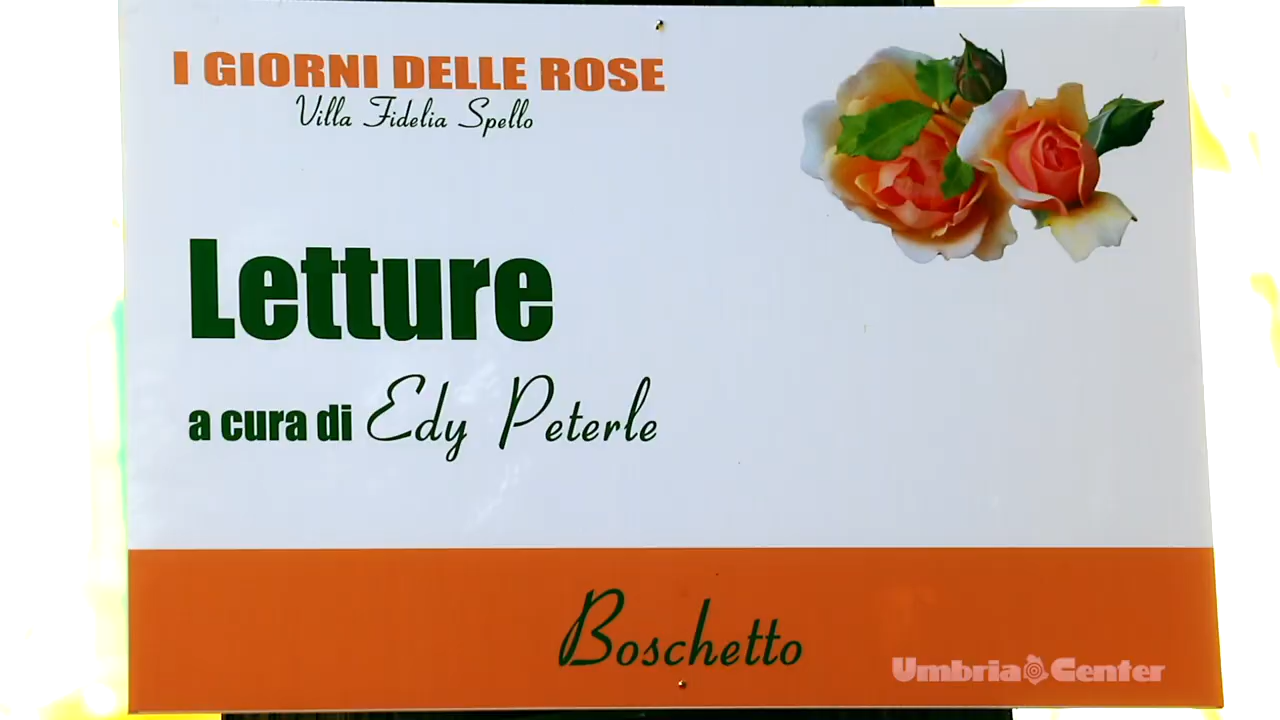 I GIORNI DELLE ROSE
Villa Fidelia Spello
Letture
a cura di Edy Peterle
Boschetto
Umbria Center